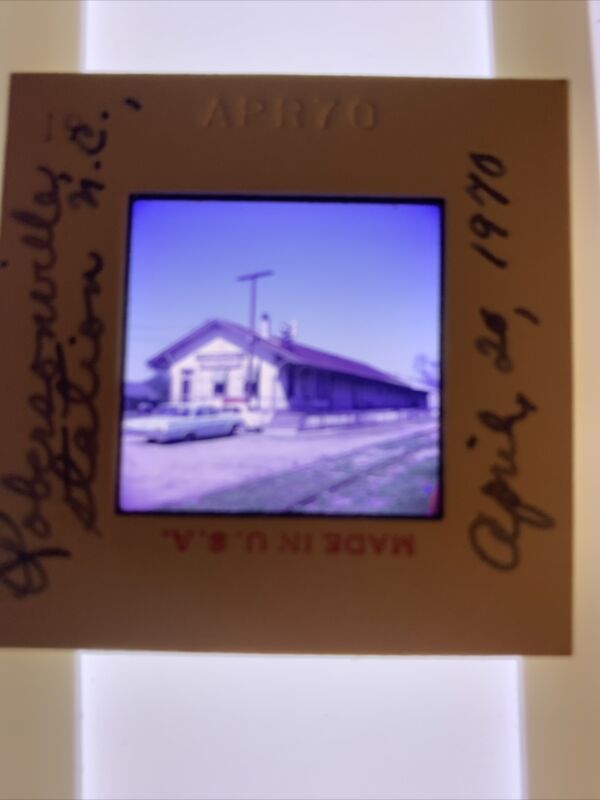 APR70
Robersonville,
Station N.C.,
April 20, 1970
MADE IN U.S.A.